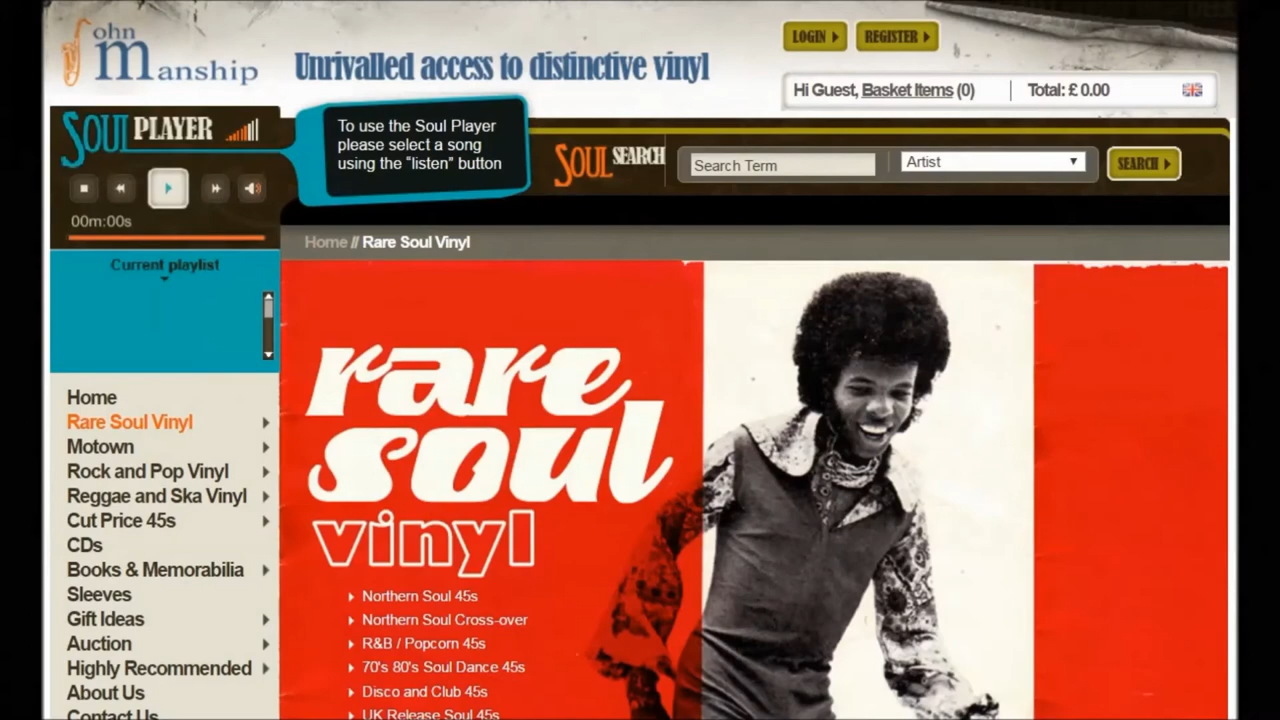 John Manship
Unrivalled access to distinctive vinyl
LOGIN
REGISTER
Hi Guest, Basket Items (0)
Total: £ 0.00
SOUL PLAYER
To use the Soul Player
please select a song
using the "listen" button
SOUL SEARCH
Search Term
Artist
SEARCH
00m:00s
Home // Rare Soul Vinyl
Current playlist
rare
soul
vinyl
Home
Rare Soul Vinyl
Motown
Rock and Pop Vinyl
Reggae and Ska Vinyl
Cut Price 45s
CDs
Books & Memorabilia
Sleeves
Gift Ideas
Auction
Highly Recommended
About Us
Contact Us
Northern Soul 45s
Northern Soul Cross-over
R&B / Popcorn 45s
70's 80's Soul Dance 45s
Disco and Club 45s
UK Release Soul 45s